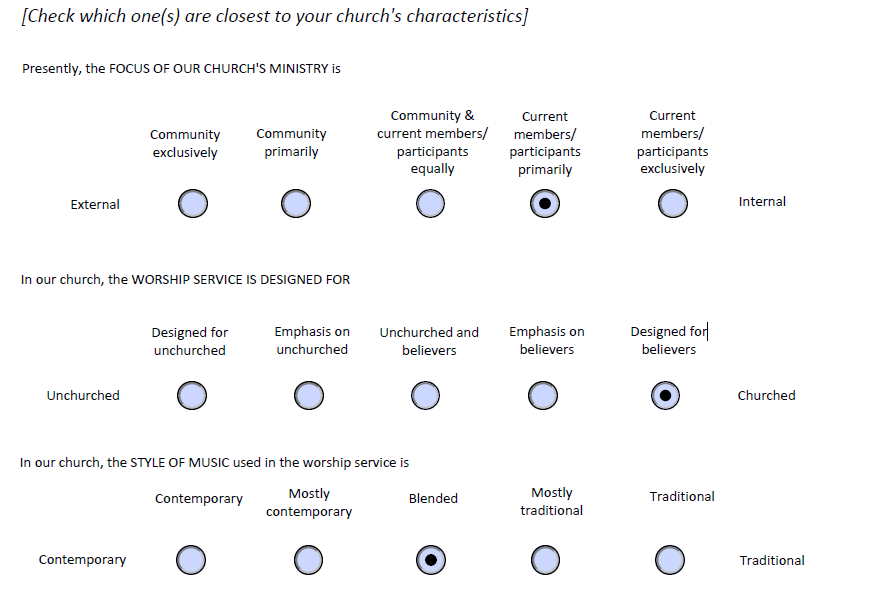 [Check which one(s) are closest to your church's characteristics]
Presently, the FOCUS OF OUR CHURCH'S MINISTRY is
Community
exclusively
Community
primarily
Community &
current members/
participants
equally
Current
members/
participants
primarily
Current
members/
participants
exclusively
External
Internal
In our church, the WORSHIP SERVICE IS DESIGNED FOR
Designed for
unchurched
Emphasis on
unchurched
Unchurched and
believers
Emphasis on
believers
Designed for
believers
Unchurched
Churched
In our church, the STYLE OF MUSIC used in the worship service is
Contemporary
Mostly
contemporary
Blended
Mostly
traditional
Traditional
Contemporary
Traditional